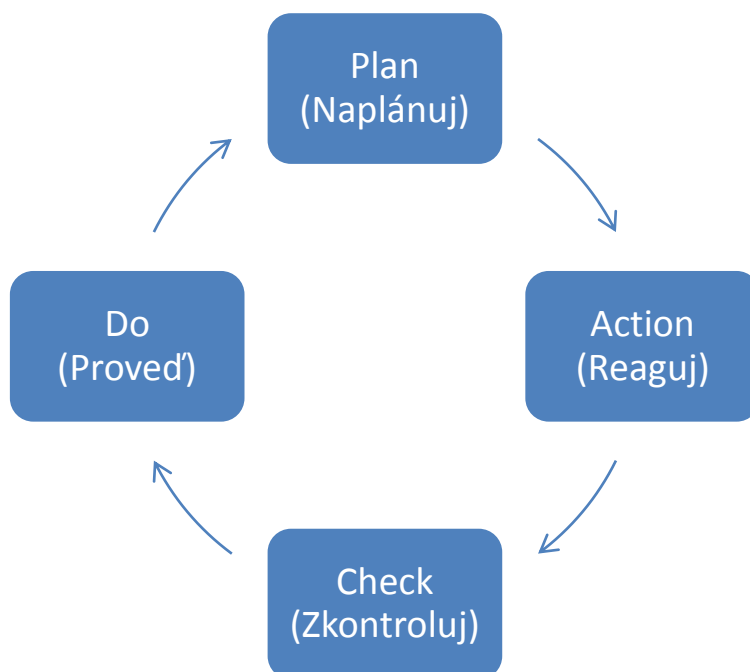 Plan
(Naplánuj)
Action
(Reaguj)
Check
(Zkontroluj)
Do
(Proveď)